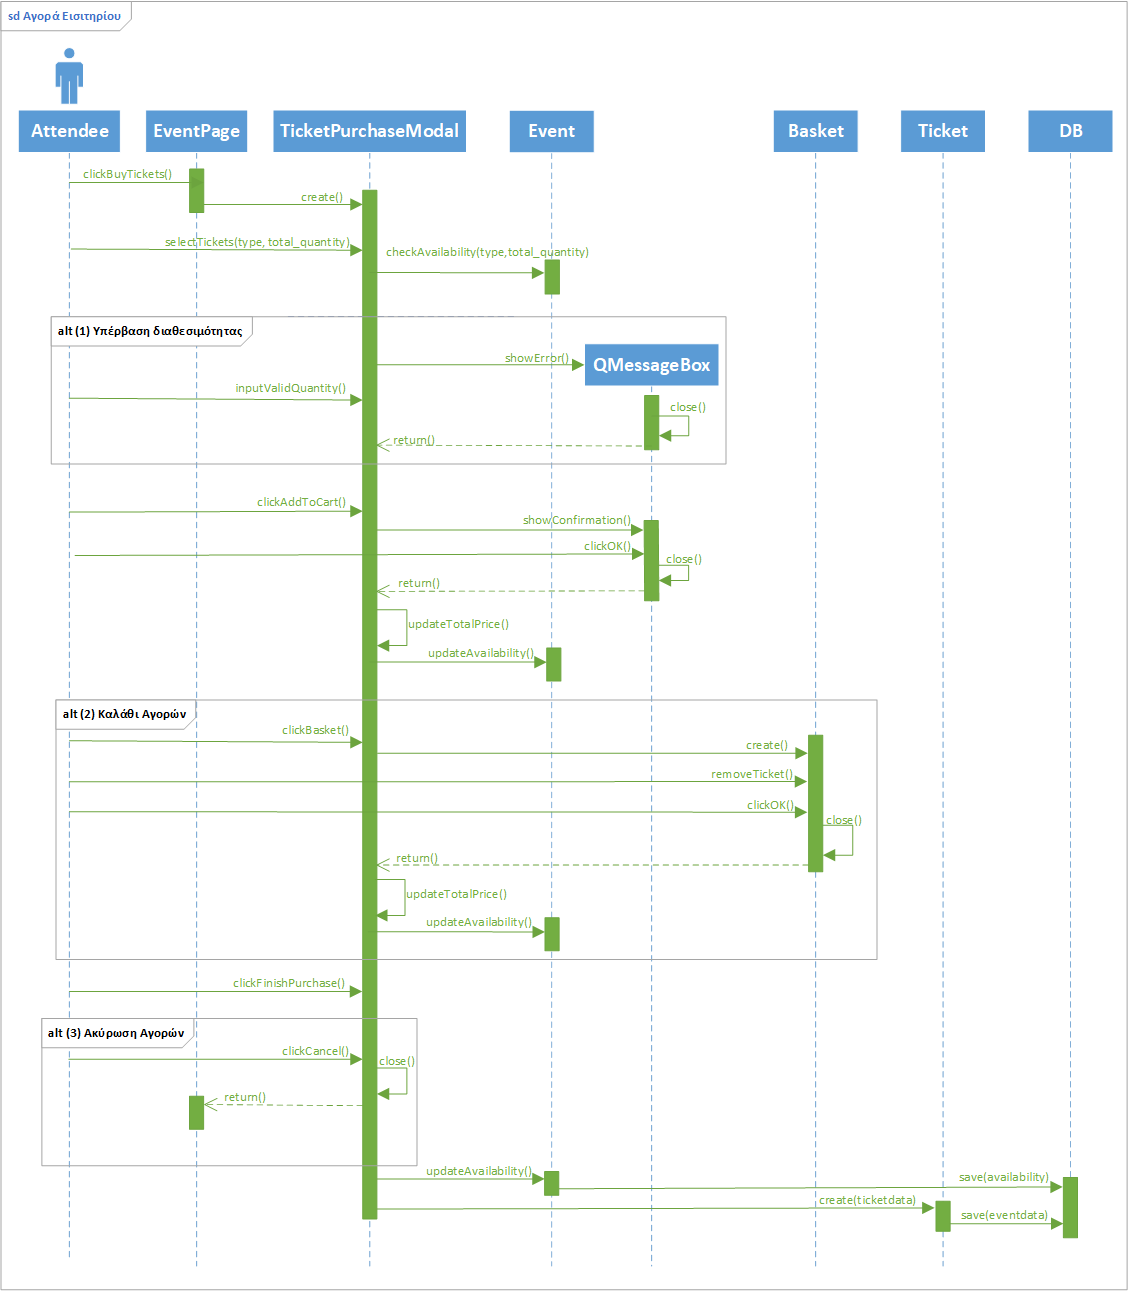 sd Αγορά Εισιτηρίου
Attendee
EventPage
TicketPurchaseModal
Event
Basket
Ticket
DB
clickBuyTickets()
create()
selectTickets(type, total_quantity)
checkAvailability(type,total_quantity)
alt (1) Υπέρβαση διαθεσιμότητας
showError()
QMessageBox
inputValidQuantity()
close()
return()
clickAddToCart()
showConfirmation()
clickOK()
close()
return()
updateTotalPrice()
updateAvailability()
alt (2) Καλάθι Αγορών
clickBasket()
create()
removeTicket()
clickOK()
close()
return()
updateTotalPrice()
updateAvailability()
clickFinishPurchase()
alt (3) Ακύρωση Αγορών
clickCancel()
close()
return()
updateAvailability()
save(availability)
create(ticketdata)
save(eventdata)